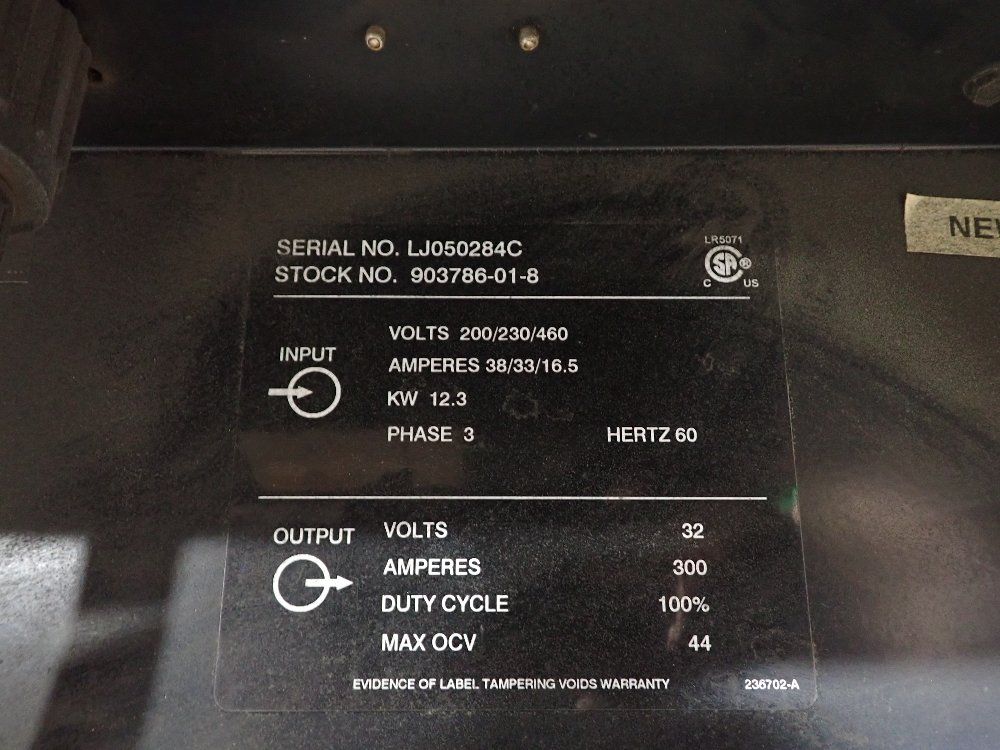 SERIAL NO. LJ050284C
STOCK NO. 903786-01-8
LR5071
SA ®
C US
INPUT
VOLTS 200/230/460
AMPERES 38/33/16.5
KW 12.3
PHASE 3 HERTZ 60
OUTPUT
VOLTS 32
AMPERES 300
DUTY CYCLE 100%
MAX OCV 44
EVIDENCE OF LABEL TAMPERING VOIDS WARRANTY 236702-A